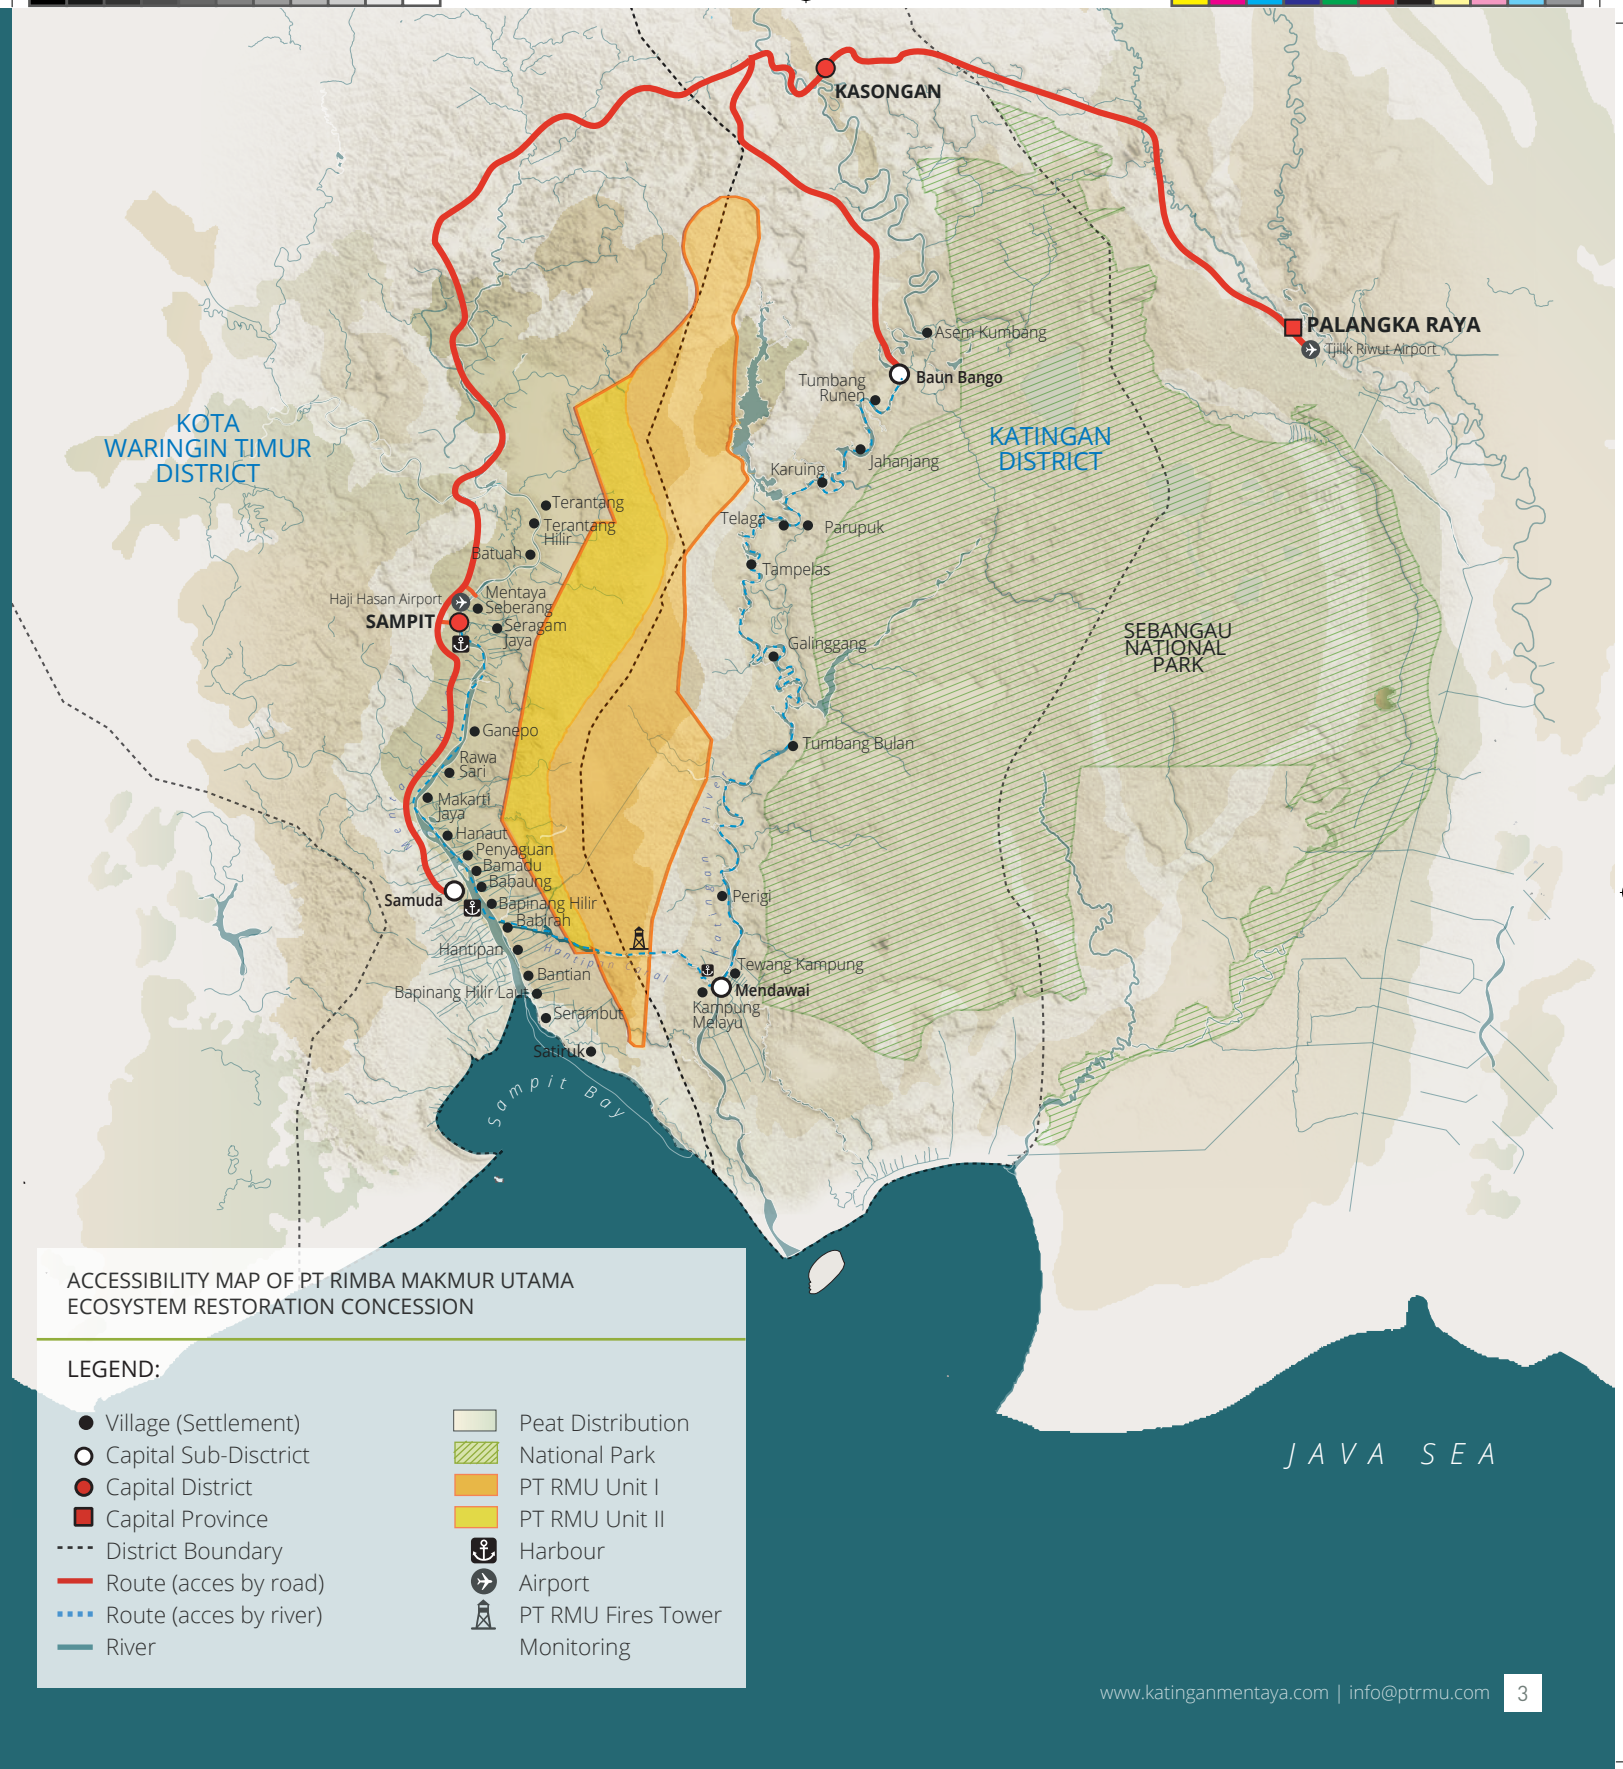 KASONGAN
PALANGKA RAYA
Tjilik Riwut Airport
Asem Kumbang
Baun Bango
Tumbang
Runen
KOTA
WARINGIN TIMUR
DISTRICT
KATINGAN
DISTRICT
Jahanjang
Karuing
Terantang
Terantang
Hilir
Telaga
Parupuk
Batuah
Tampelas
Haji Hasan Airport
Mentaya
Seberang
SAMPIT
Seragam
Jaya
SEBANGAU
NATIONAL
PARK
Galinggang
Ganepo
Tumbang Bulan
Rawa
Sari
Makarti
Jaya
Hanaut
Penyaguan
Bamadu
Babaung
Samuda
Bapinang Hilir
Babirah
Perigi
Hantipan
Hantipan Canal
Bantian
Tewang Kampung
Mendawai
Bapinang Hilir Laut
Kampung
Melayu
Serambut
Satiruk
Sampit Bay
ACCESSIBILITY MAP OF PT RIMBA MAKMUR UTAMA
ECOSYSTEM RESTORATION CONCESSION
LEGEND:
Village (Settlement)
Capital Sub-Disctrict
Capital District
Capital Province
District Boundary
Route (acces by road)
Route (acces by river)
River
Peat Distribution
National Park
PT RMU Unit I
PT RMU Unit II
Harbour
Airport
PT RMU Fires Tower
Monitoring
JAVA SEA
www.katinganmentaya.com | info@ptrmu.com
3